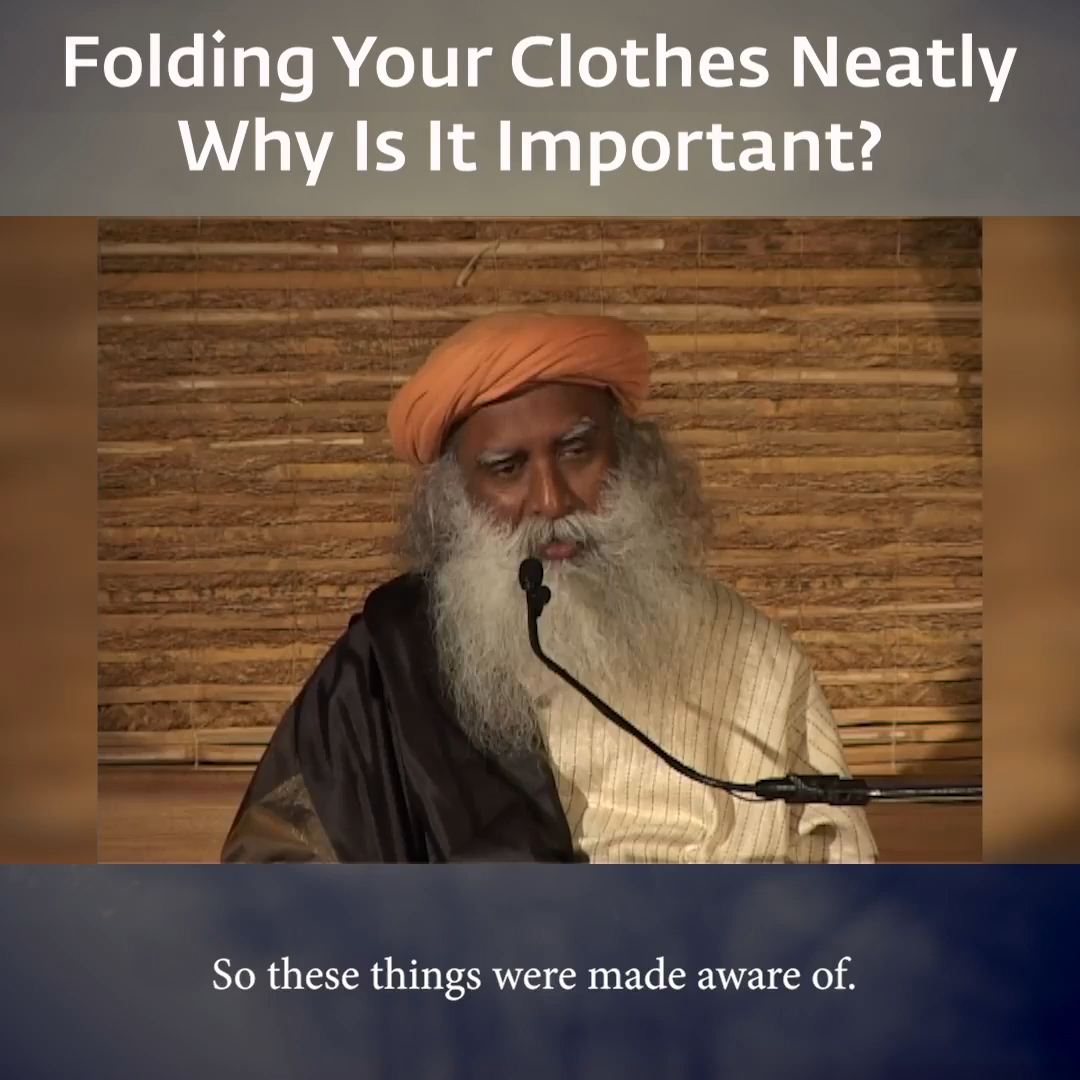 Folding Your Clothes Neatly
Why Is It Important?
So these things were made aware of.